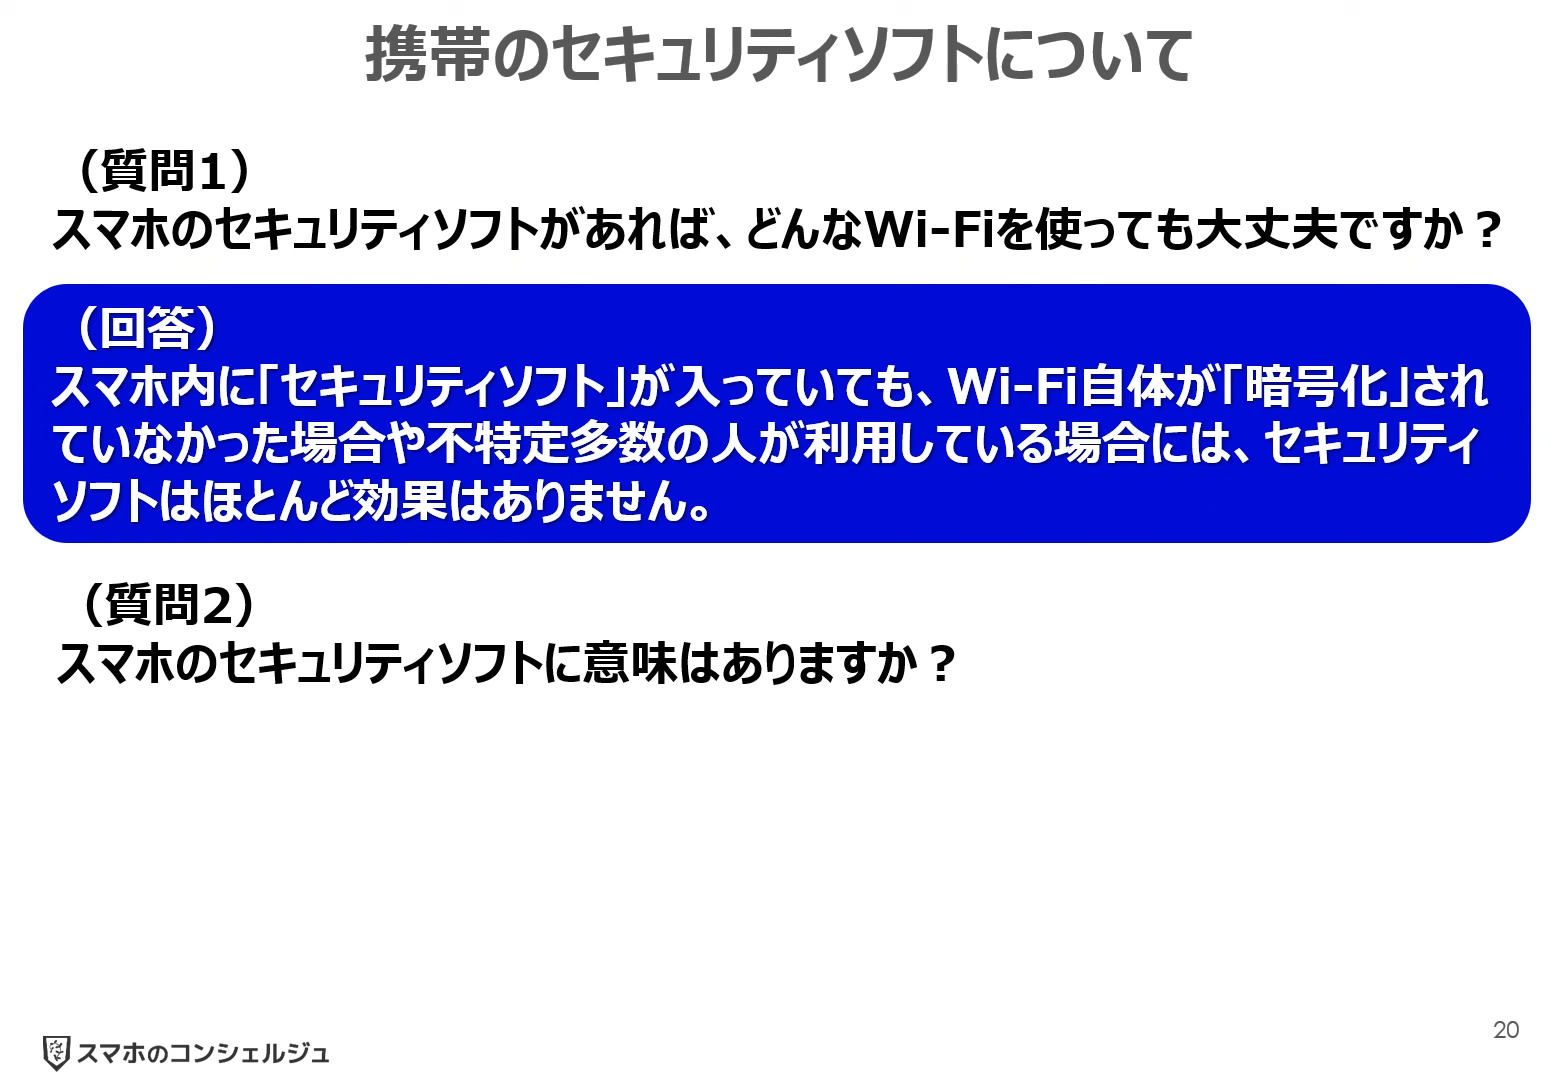 携帯のセキュリティソフトについて
（質問1）
スマホのセキュリティソフトがあれば、どんなWi-Fiを使っても大丈夫ですか？
（回答）
スマホ内に「セキュリティソフト」が入っていても、Wi-Fi自体が「暗号化」され
ていなかった場合や不特定多数の人が利用している場合には、セキュリティ
ソフトはほとんど効果はありません。
（質問2）
スマホのセキュリティソフトに意味はありますか？
スマホのコンシェルジュ
20